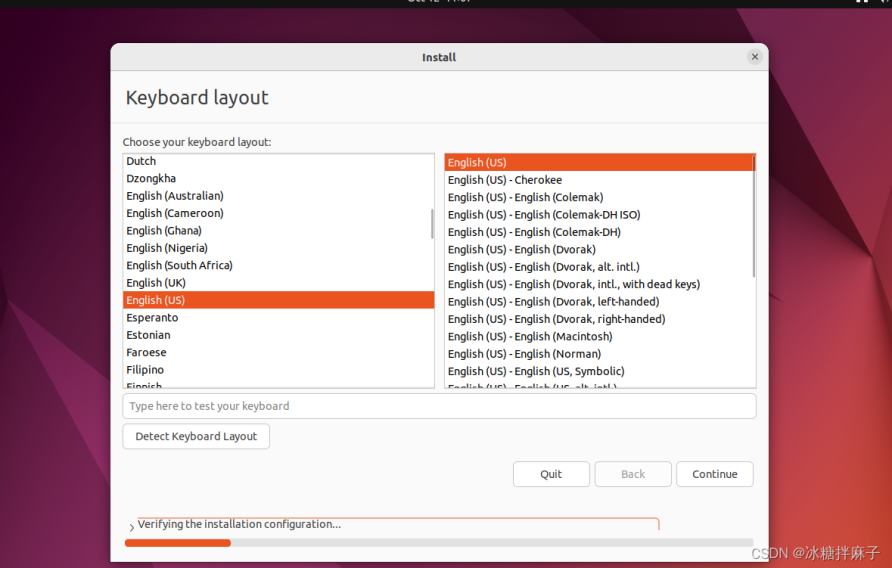 Install
Keyboard layout
Choose your keyboard layout:
Dutch
Dzongkha
English (Australian)
English (Cameroon)
English (Ghana)
English (Nigeria)
English (South Africa)
English (UK)
English (US)
Esperanto
Estonian
Faroese
Filipino
Finnish
English (US)
English (US) - Cherokee
English (US) - English (Colemak)
English (US) - English (Colemak-DH ISO)
English (US) - English (Colemak-DH)
English (US) - English (Dvorak)
English (US) - English (Dvorak, alt. intl.)
English (US) - English (Dvorak, intl., with dead keys)
English (US) - English (Dvorak, left-handed)
English (US) - English (Dvorak, right-handed)
English (US) - English (Macintosh)
English (US) - English (Norman)
English (US) - English (US, Symbolic)
English (US) - English (US, alt. intl.)
Type here to test your keyboard
Detect Keyboard Layout
Quit
Back
Continue
Verifying the installation configuration...
CSDN @冰糖拌麻子